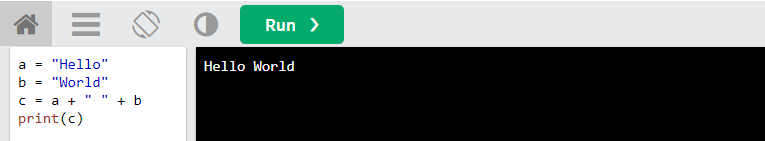 Run ❯
a = "Hello"
b = "World"
c = a + " " + b
print(c)
Hello World